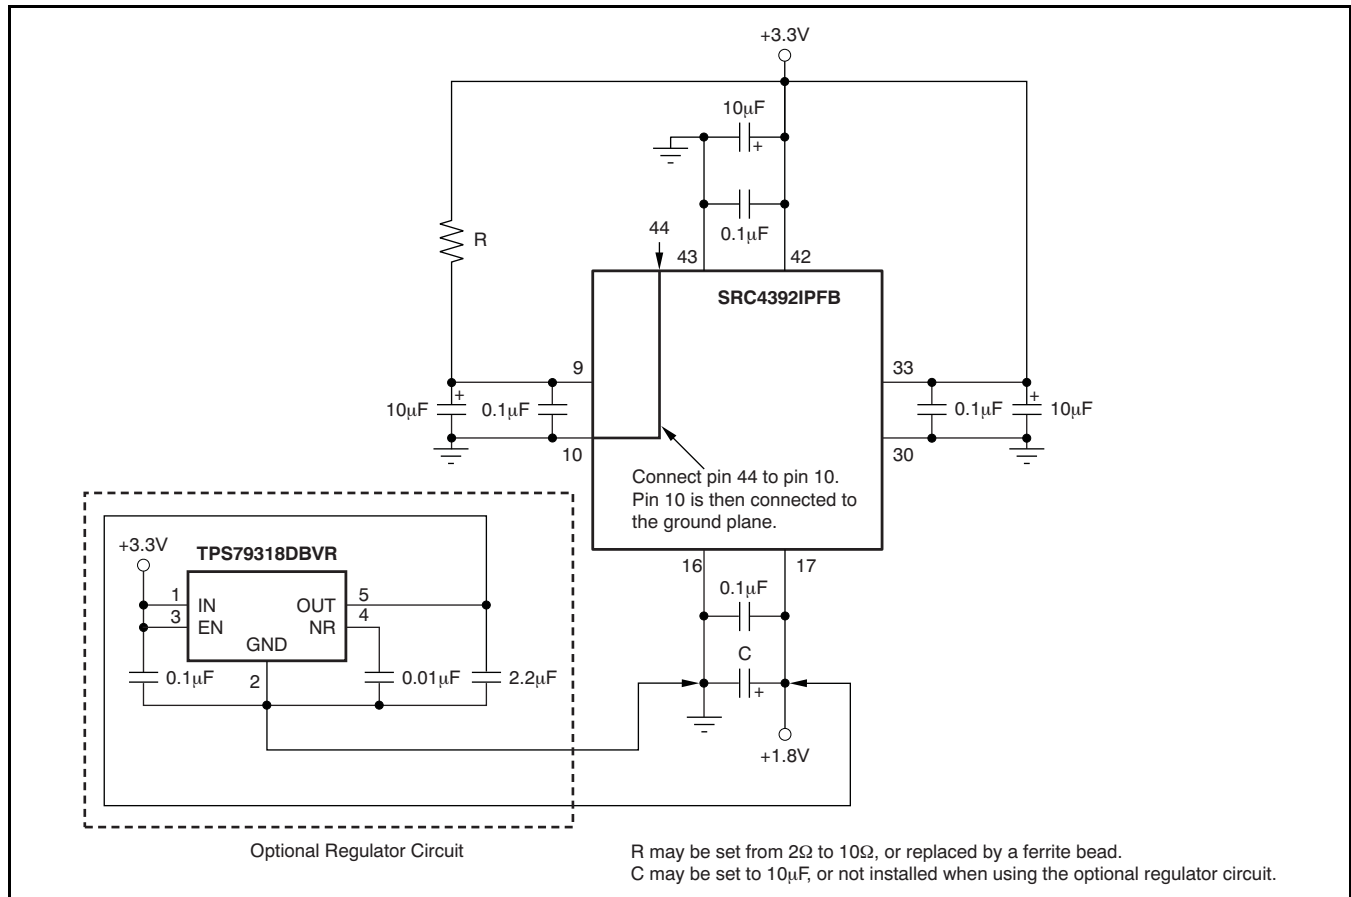 +3.3V
10μF
+
0.1μF
44
43
42
R
SRC4392IPFB
9
33
10μF
+
0.1μF
0.1μF
+
10μF
10
30
Connect pin 44 to pin 10.
Pin 10 is then connected to
the ground plane.
16
17
0.1μF
C
+
+1.8V
+3.3V
TPS79318DBVR
1
IN
OUT
5
3
EN
NR
4
GND
0.1μF
2
0.01μF
2.2μF
Optional Regulator Circuit
R may be set from 2Ω to 10Ω, or replaced by a ferrite bead.
C may be set to 10μF, or not installed when using the optional regulator circuit.